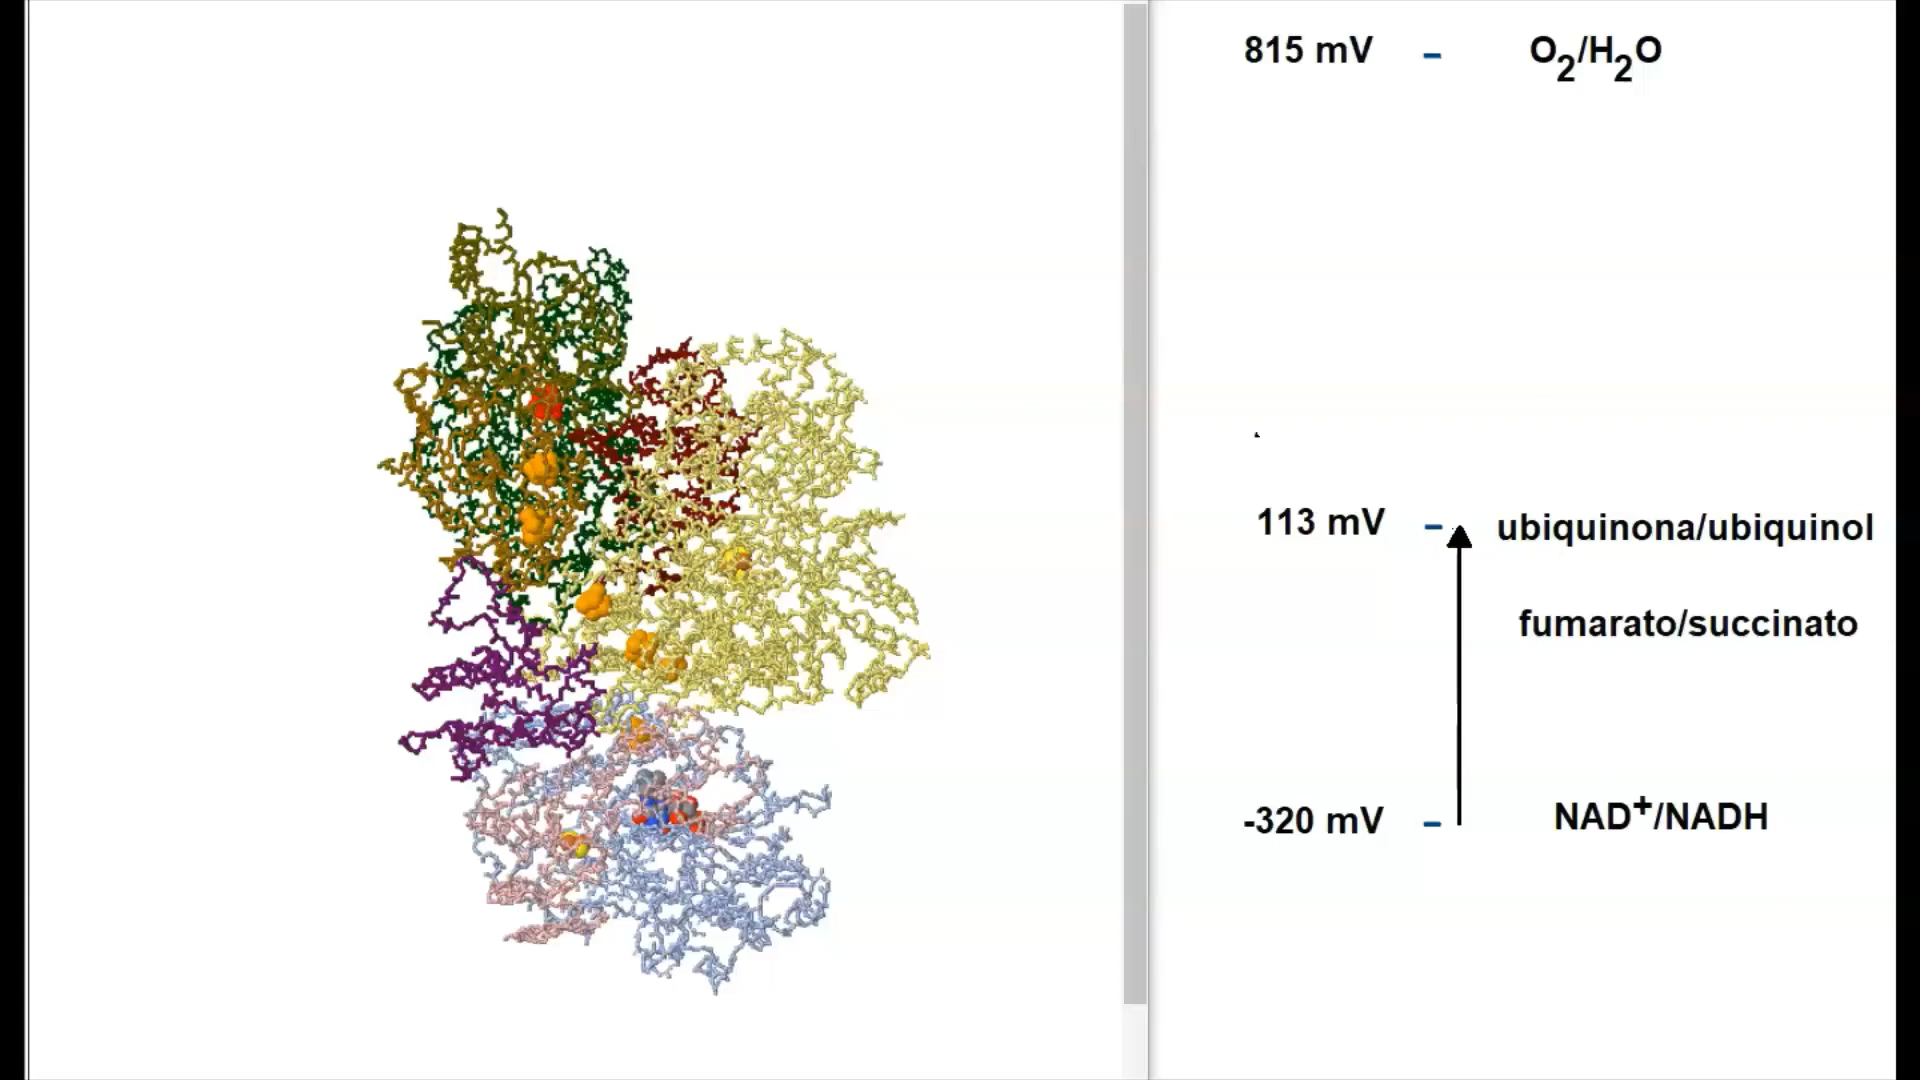 815 mV - O2/H2O
113 mV - ubiquinona/ubiquinol
fumarato/succinato
-320 mV - NAD+/NADH